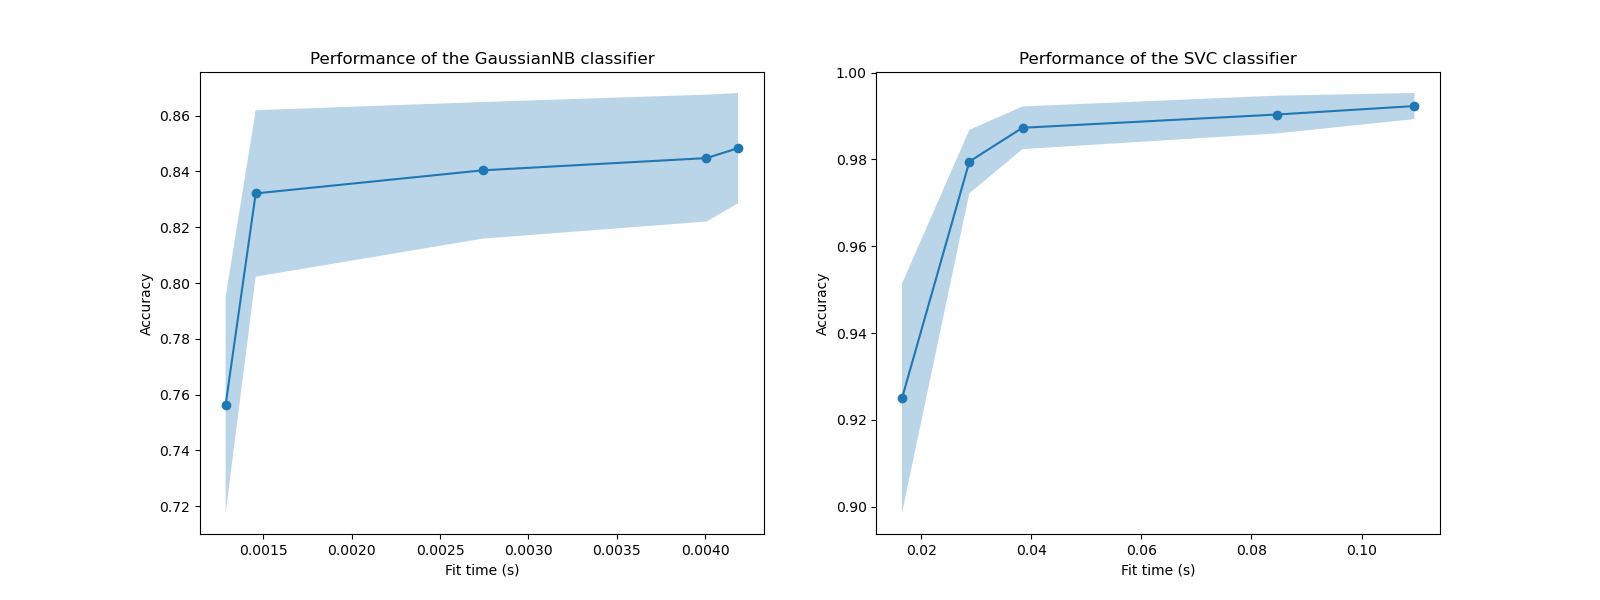 Performance of the GaussianNB classifier
0.86
0.84
0.82
0.80
0.78
0.76
0.74
0.72
Accuracy
0.0015 0.0020 0.0025 0.0030 0.0035 0.0040
Fit time (s)
Performance of the SVC classifier
1.00
0.98
0.96
0.94
0.92
0.90
Accuracy
0.02 0.04 0.06 0.08 0.10
Fit time (s)